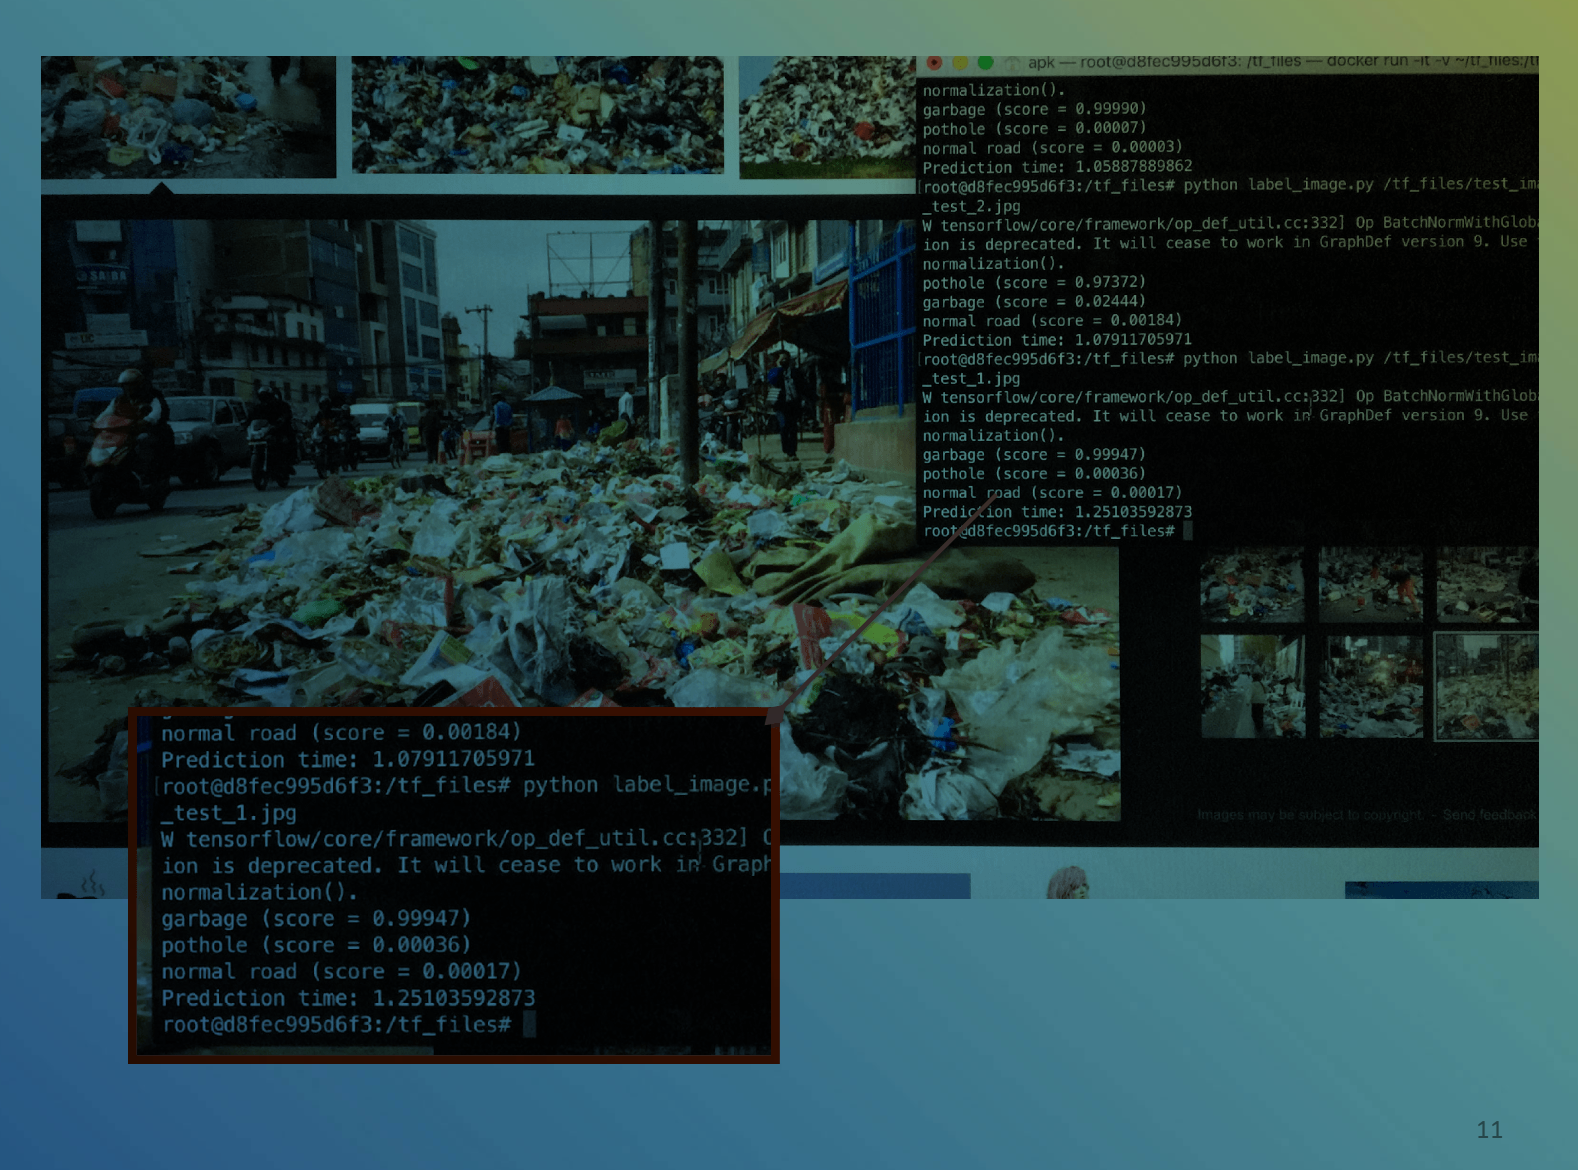 apk — root@d8fec995d6f3: /tf_files — docker run -it -v ~/tf_files:/t
normalization().
garbage (score = 0.99990)
pothole (score = 0.00007)
normal road (score = 0.00003)
Prediction time: 1.05887889862
[root@d8fec995d6f3:/tf_files# python label_image.py /tf_files/test_im
_test_2.jpg
W tensorflow/core/framework/op_def_util.cc:332] Op BatchNormWithGlob
ion is deprecated. It will cease to work in GraphDef version 9. Use
normalization().
pothole (score = 0.97372)
garbage (score = 0.02444)
normal road (score = 0.00184)
Prediction time: 1.07911705971
[root@d8fec995d6f3:/tf_files# python label_image.py /tf_files/test_im
_test_1.jpg
W tensorflow/core/framework/op_def_util.cc:332] Op BatchNormWithGlob
ion is deprecated. It will cease to work in GraphDef version 9. Use
normalization().
garbage (score = 0.99947)
pothole (score = 0.00036)
normal road (score = 0.00017)
Prediction time: 1.25103592873
root@d8fec995d6f3:/tf_files#
SAIBA
Images may be subject to copyright. - Send feedback
normal road (score = 0.00184)
Prediction time: 1.07911705971
[root@d8fec995d6f3:/tf_files# python label_image.p
_test_1.jpg
W tensorflow/core/framework/op_def_util.cc:332] O
ion is deprecated. It will cease to work in Graph
normalization().
garbage (score = 0.99947)
pothole (score = 0.00036)
normal road (score = 0.00017)
Prediction time: 1.25103592873
root@d8fec995d6f3:/tf_files#
11